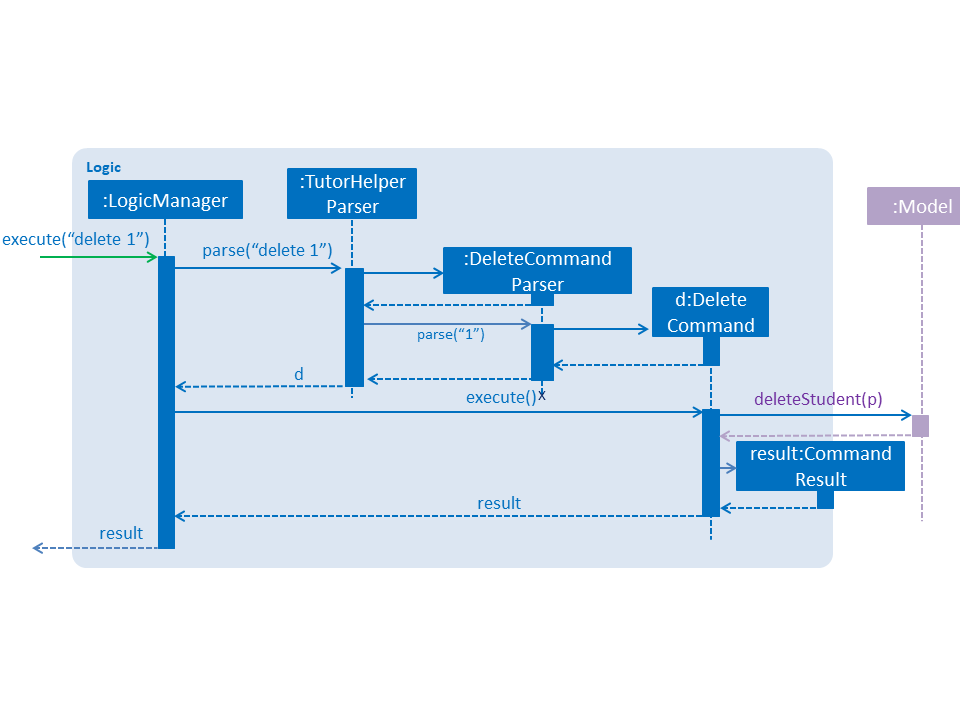 Logic
:LogicManager
:TutorHelper
Parser
execute(“delete 1”)
parse(“delete 1”)
:DeleteCommand
Parser
:Model
d:Delete
Command
parse(“1”)
d
execute()
x
deleteStudent(p)
result:Command
Result
result
result